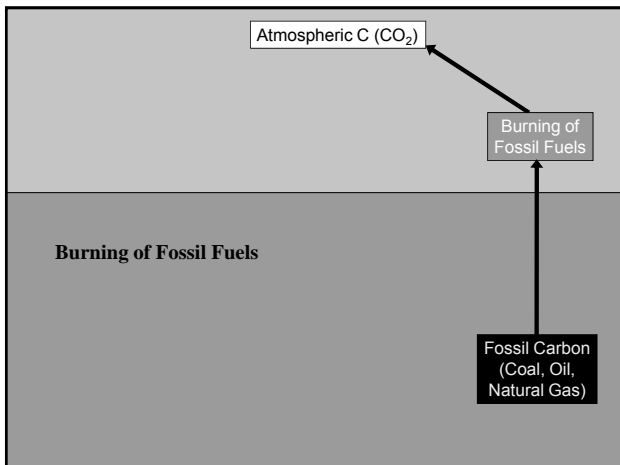 Atmospheric C (CO₂)
Burning of
Fossil Fuels
Burning of Fossil Fuels
Fossil Carbon
(Coal, Oil,
Natural Gas)